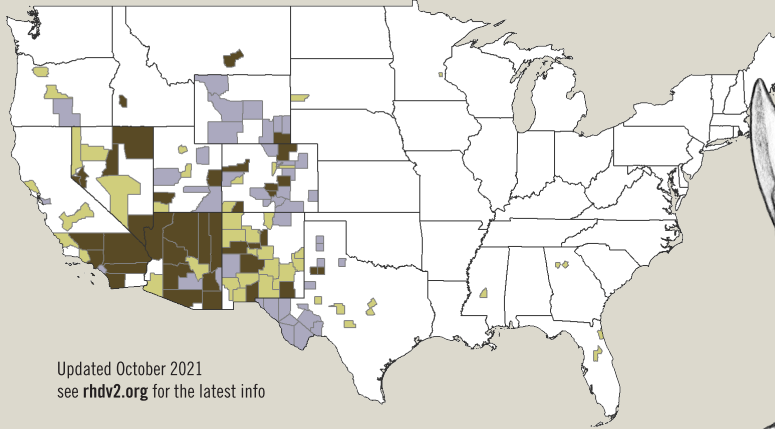 Updated October 2021
see rhdv2.org for the latest info